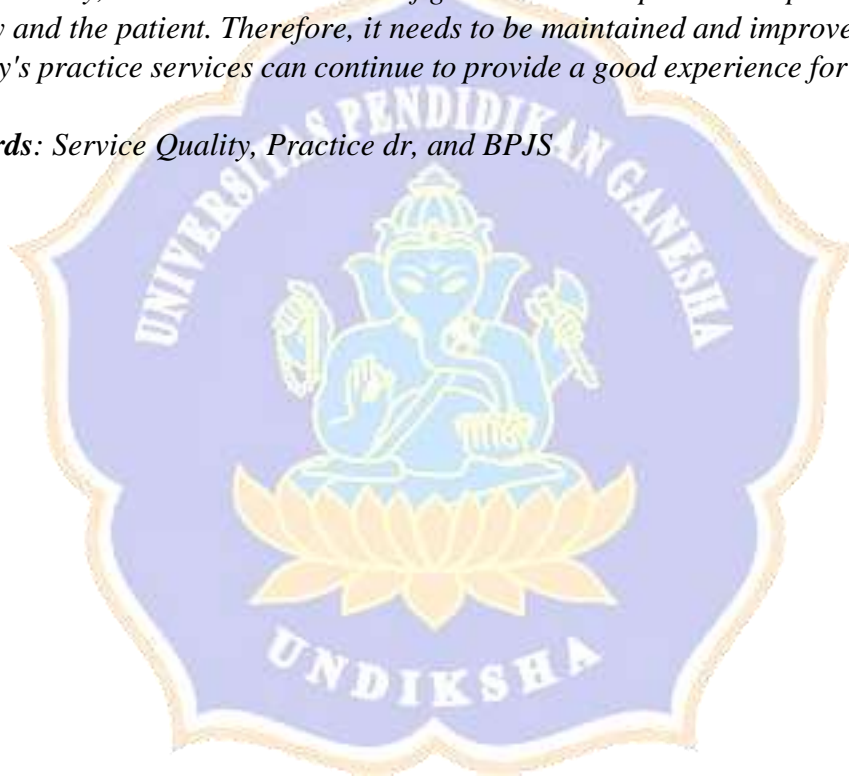 and the patient. Therefore, it needs to be maintained and improve
y's practice services can continue to provide a good experience for
rds: Service Quality, Practice dr, and BPJS
UNIVERSITAS PENDIDIKAN GANESHA
UNDIKSHA